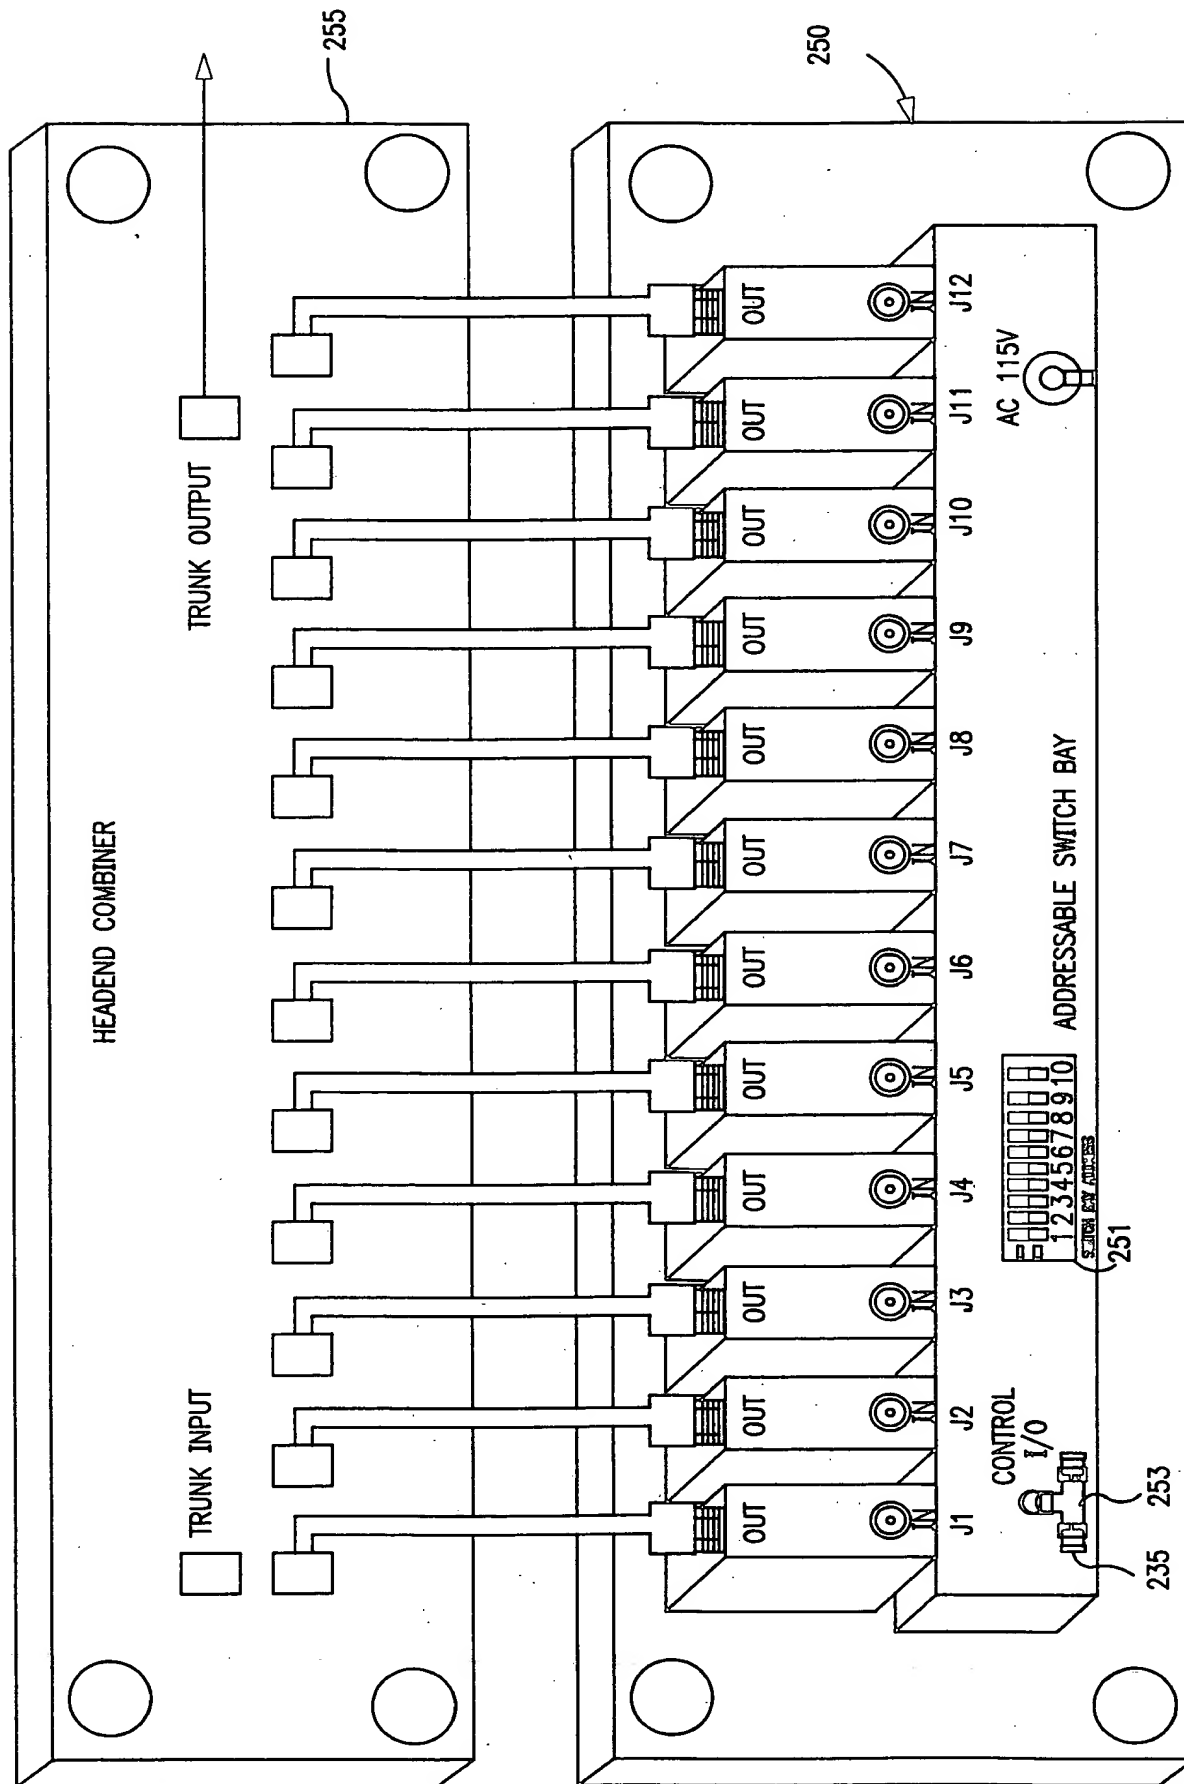 255
TRUNK INPUT
HEADEND COMBINER
TRUNK OUTPUT
250
OUT OUT OUT OUT OUT OUT OUT OUT OUT OUT OUT OUT
IN IN IN IN IN IN IN IN IN IN IN IN
J1 J2 J3 J4 J5 J6 J7 J8 J9 J10 J11 J12
CONTROL
I/O
1 2 3 4 5 6 7 8 9 10
SWITCH BAY ADDRESS
ADDRESSABLE SWITCH BAY
AC 115V
235
253
251